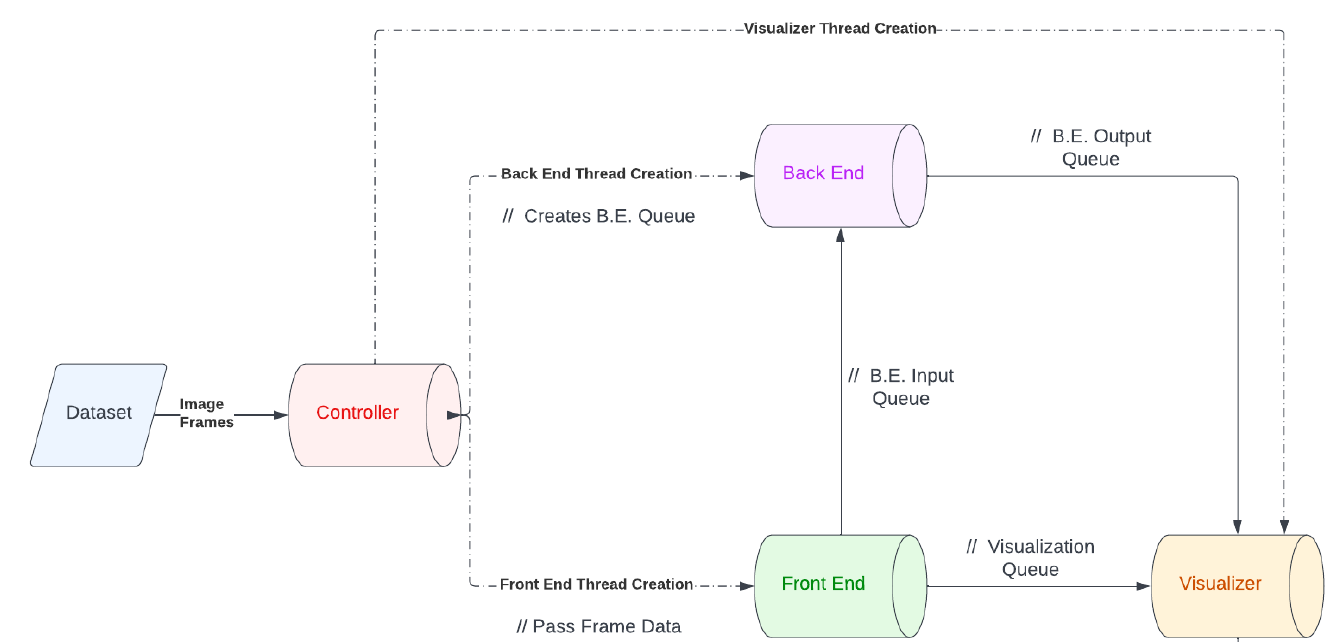 Visualizer Thread Creation
// B.E. Output
Queue
Back End Thread Creation
Back End
// Creates B.E. Queue
// B.E. Input
Queue
Dataset
Image
Frames
Controller
// Visualization
Queue
Front End Thread Creation
Front End
Visualizer
// Pass Frame Data